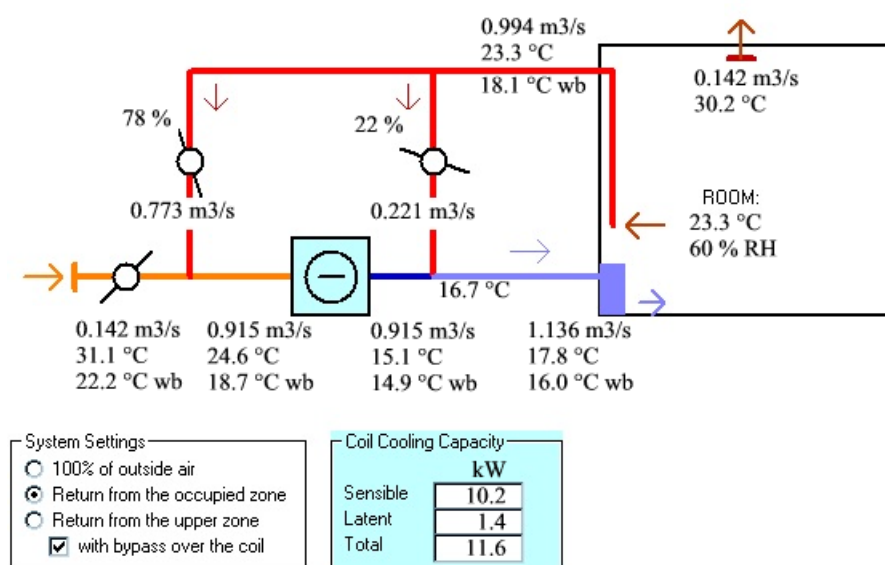 0.994 m3/s
23.3 °C
18.1 °C wb
0.142 m3/s
30.2 °C
78 %
22 %
0.773 m3/s
0.221 m3/s
ROOM:
23.3 °C
60 % RH
16.7 °C
0.142 m3/s
31.1 °C
22.2 °C wb
0.915 m3/s
24.6 °C
18.7 °C wb
0.915 m3/s
15.1 °C
14.9 °C wb
1.136 m3/s
17.8 °C
16.0 °C wb
System Settings
100% of outside air
Return from the occupied zone
Return from the upper zone
with bypass over the coil
Coil Cooling Capacity
kW
Sensible 10.2
Latent 1.4
Total 11.6